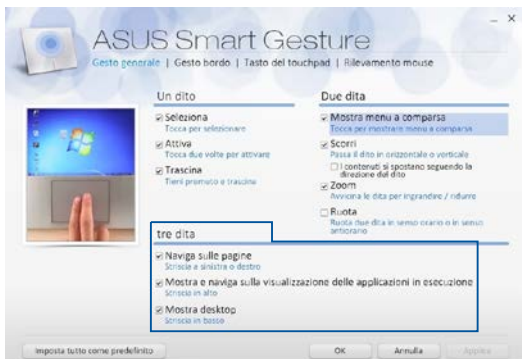 ASUS Smart Gesture
Gesto generale | Gesto bordo | Tasto del touchpad | Rilevamento mouse
Un dito
Seleziona
Tocca per selezionare
Attiva
Tocca due volte per attivare
Trascina
Tieni premuto e trascina
Due dita
Mostra menu a comparsa
Tocca per mostrare menu a comparsa
Scorri
Passa il dito in orizzontale o verticale
I contenuti si spostano seguendo la
direzione del dito
Zoom
Avvicina le dita per ingrandire / ridurre
Ruota
Ruota due dita in senso orario o in senso
antiorario
tre dita
Naviga sulle pagine
Striscia a sinistra o destro
Mostra e naviga sulla visualizzazione delle applicazioni in esecuzione
Striscia in alto
Mostra desktop
Striscia in basso
Imposta tutto come predefinito
OK
Annulla
Applica